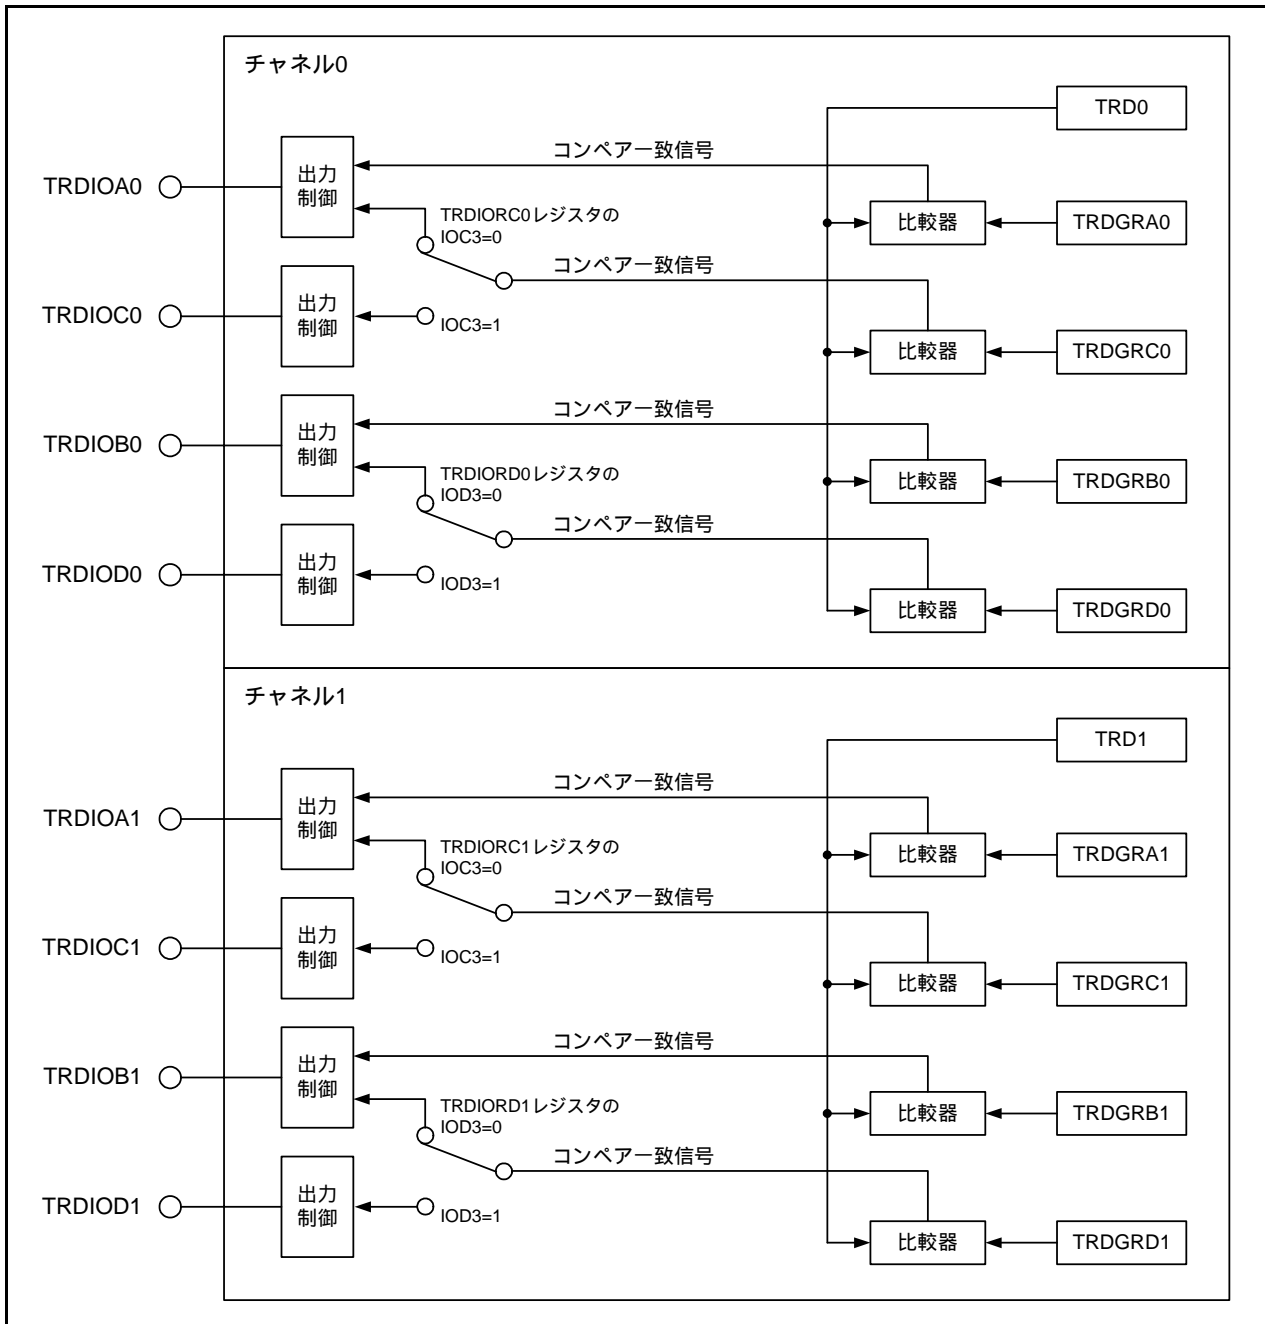 チャネル0
TRD0
コンペア一致信号
出力
制御
TRDIOA0
TRDIORC0レジスタの
IOC3=0
比較器
TRDGRA0
コンペア一致信号
出力
制御
TRDIOC0
IOC3=1
比較器
TRDGRC0
コンペア一致信号
出力
制御
TRDIOB0
TRDIORD0レジスタの
IOD3=0
比較器
TRDGRB0
コンペア一致信号
出力
制御
TRDIOD0
IOD3=1
比較器
TRDGRD0
チャネル1
TRD1
コンペア一致信号
出力
制御
TRDIOA1
TRDIORC1レジスタの
IOC3=0
比較器
TRDGRA1
コンペア一致信号
出力
制御
TRDIOC1
IOC3=1
比較器
TRDGRC1
コンペア一致信号
出力
制御
TRDIOB1
TRDIORD1レジスタの
IOD3=0
比較器
TRDGRB1
コンペア一致信号
出力
制御
TRDIOD1
IOD3=1
比較器
TRDGRD1